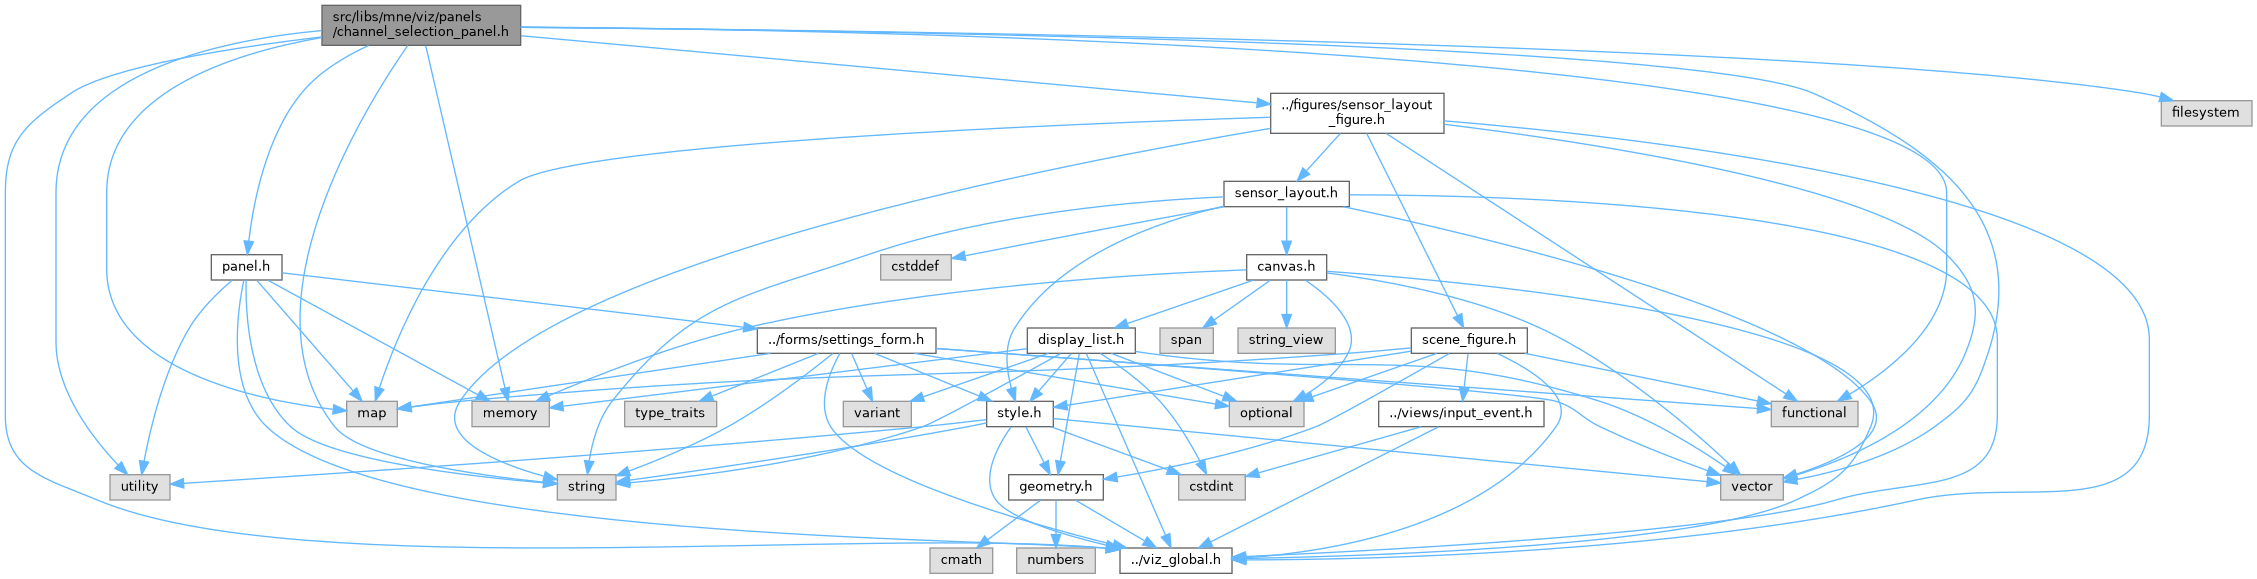 src/libs/mne/viz/panels
/channel_selection_panel.h
../figures/sensor_layout
_figure.h
filesystem
sensor_layout.h
panel.h
cstddef
canvas.h
../forms/settings_form.h
display_list.h
span
string_view
scene_figure.h
map
memory
type_traits
variant
style.h
optional
../views/input_event.h
functional
utility
string
geometry.h
cstdint
vector
cmath
numbers
../viz_global.h